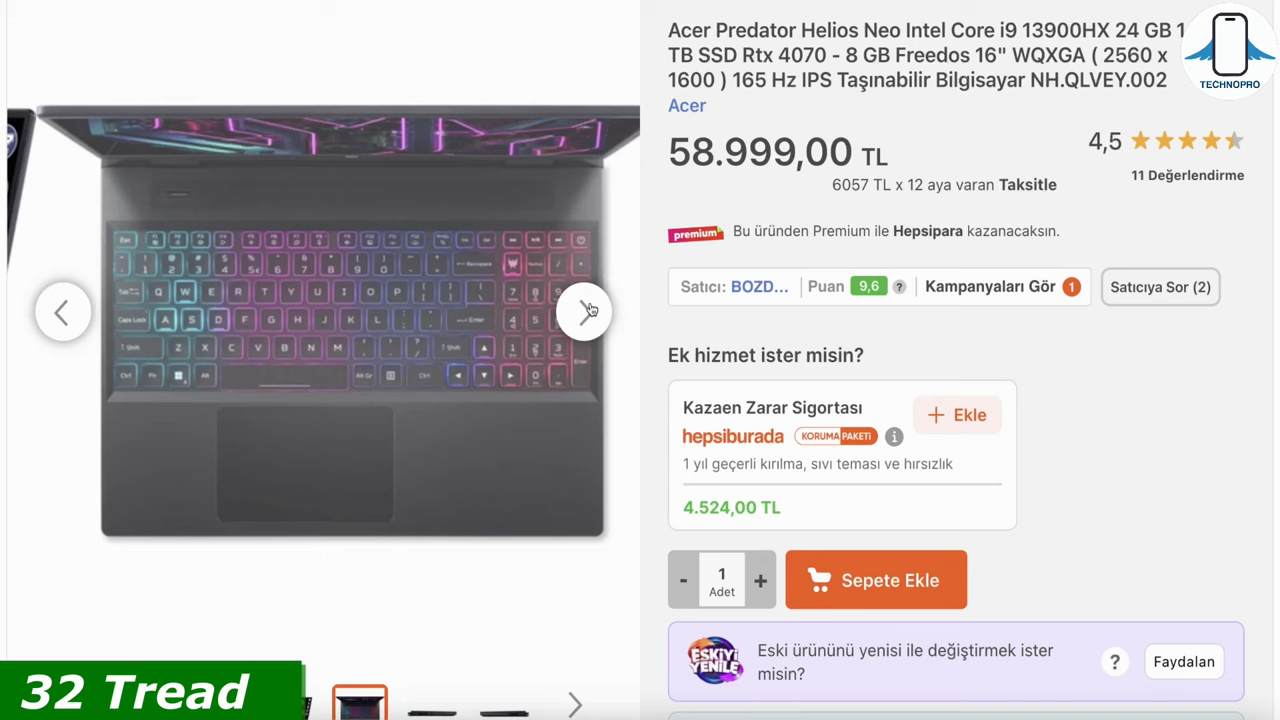 Acer Predator Helios Neo Intel Core i9 13900HX 24 GB 1
TB SSD Rtx 4070 - 8 GB Freedos 16" WQXGA ( 2560 x
1600 ) 165 Hz IPS Taşınabilir Bilgisayar NH.QLVEY.002
TECHNOPRO
Acer
58.999,00 TL
4,5
6057 TL x 12 aya varan Taksitle
11 Değerlendirme
premium Bu üründen Premium ile Hepsipara kazanacaksın.
Satıcı: BOZD... Puan 9,6 ? Kampanyaları Gör 1 Satıcıya Sor (2)
Ek hizmet ister misin?
Kazaen Zarar Sigortası
+ Ekle
hepsiburada KORUMA PAKETİ i
1 yıl geçerli kırılma, sıvı teması ve hırsızlık
4.524,00 TL
- 1 +
Adet
Sepete Ekle
ESKİYİ YENİLE
Eski ürününü yenisi ile değiştirmek ister
misin?
? Faydalan
32 Tread